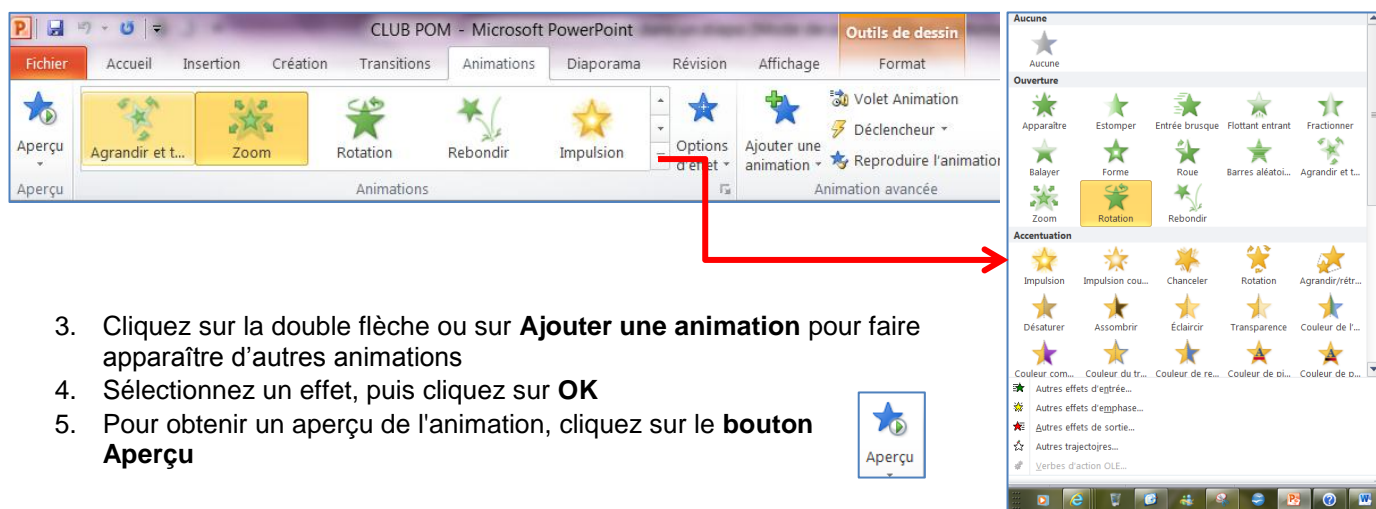 CLUB POM - Microsoft PowerPoint
Outils de dessin
Fichier Accueil Insertion Création Transitions Animations Diaporama Révision Affichage Format
Aperçu
Agrandir et t... Zoom Rotation Rebondir Impulsion
Options d'effet
Ajouter une animation
Volet Animation
Déclencheur
Reproduire l'animation
Aperçu Animations Animation avancée
Aucune
Aucune
Ouverture
Apparaître Estomper Entrée brusque Flottant entrant Fractionner
Balayer Forme Roue Barres aléatoi... Agrandir et t...
Zoom Rotation Rebondir
Accentuation
Impulsion Impulsion cou... Chanceler Rotation Agrandir/rétr...
Désaturer Assombrir Éclaircir Transparence Couleur de l'...
Couleur com... Couleur du tr... Couleur de re... Couleur de pi... Couleur de p...
Autres effets d'entrée...
Autres effets d'emphase...
Autres effets de sortie...
Autres trajectoires...
Verbes d'action OLE...
3. Cliquez sur la double flèche ou sur Ajouter une animation pour faire
apparaître d'autres animations
4. Sélectionnez un effet, puis cliquez sur OK
5. Pour obtenir un aperçu de l'animation, cliquez sur le bouton
Aperçu
Aperçu